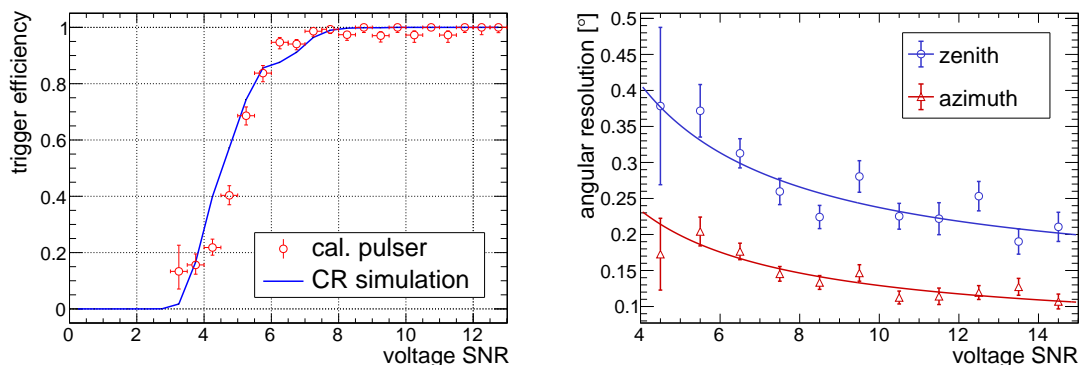 trigger efficiency
1
0.8
0.6
0.4
0.2
0
cal. pulser
CR simulation
0 2 4 6 8 10 12
voltage SNR
angular resolution [°]
0.5
0.45
0.4
0.35
0.3
0.25
0.2
0.15
0.1
zenith
azimuth
4 6 8 10 12 14
voltage SNR